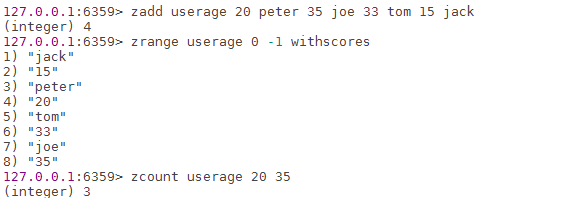 127.0.0.1:6359> zadd userage 20 peter 35 joe 33 tom 15 jack
(integer) 4
127.0.0.1:6359> zrange userage 0 -1 withscores
1) "jack"
2) "15"
3) "peter"
4) "20"
5) "tom"
6) "33"
7) "joe"
8) "35"
127.0.0.1:6359> zcount userage 20 35
(integer) 3